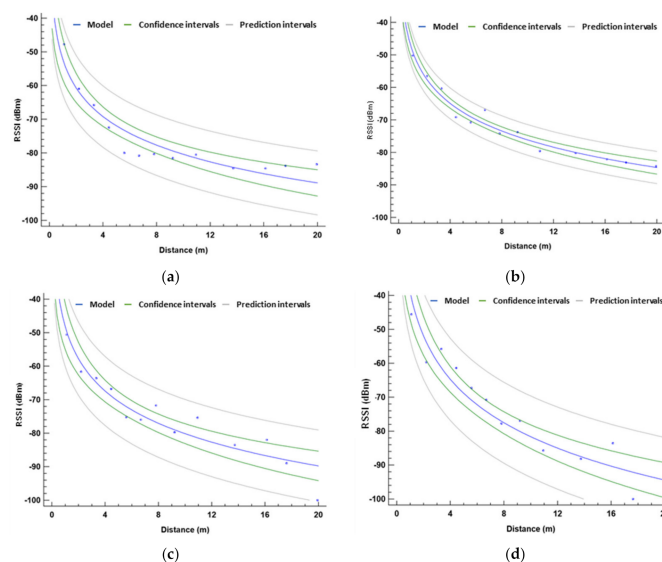 -40
Model Confidence intervals Prediction intervals
-50
-60
-70
-80
-90
-100
RSSI (dBm)
0 4 8 12 16 20
Distance (m)
(a)
-40
Model Confidence intervals Prediction intervals
-50
-60
-70
-80
-90
-100
RSSI (dBm)
0 4 8 12 16 20
Distance (m)
(b)
-40
Model Confidence intervals Prediction intervals
-50
-60
-70
-80
-90
-100
RSSI (dBm)
0 4 8 12 16 20
Distance (m)
(c)
-40
Model Confidence intervals Prediction intervals
-50
-60
-70
-80
-90
-100
RSSI (dBm)
0 4 8 12 16
Distance (m)
(d)